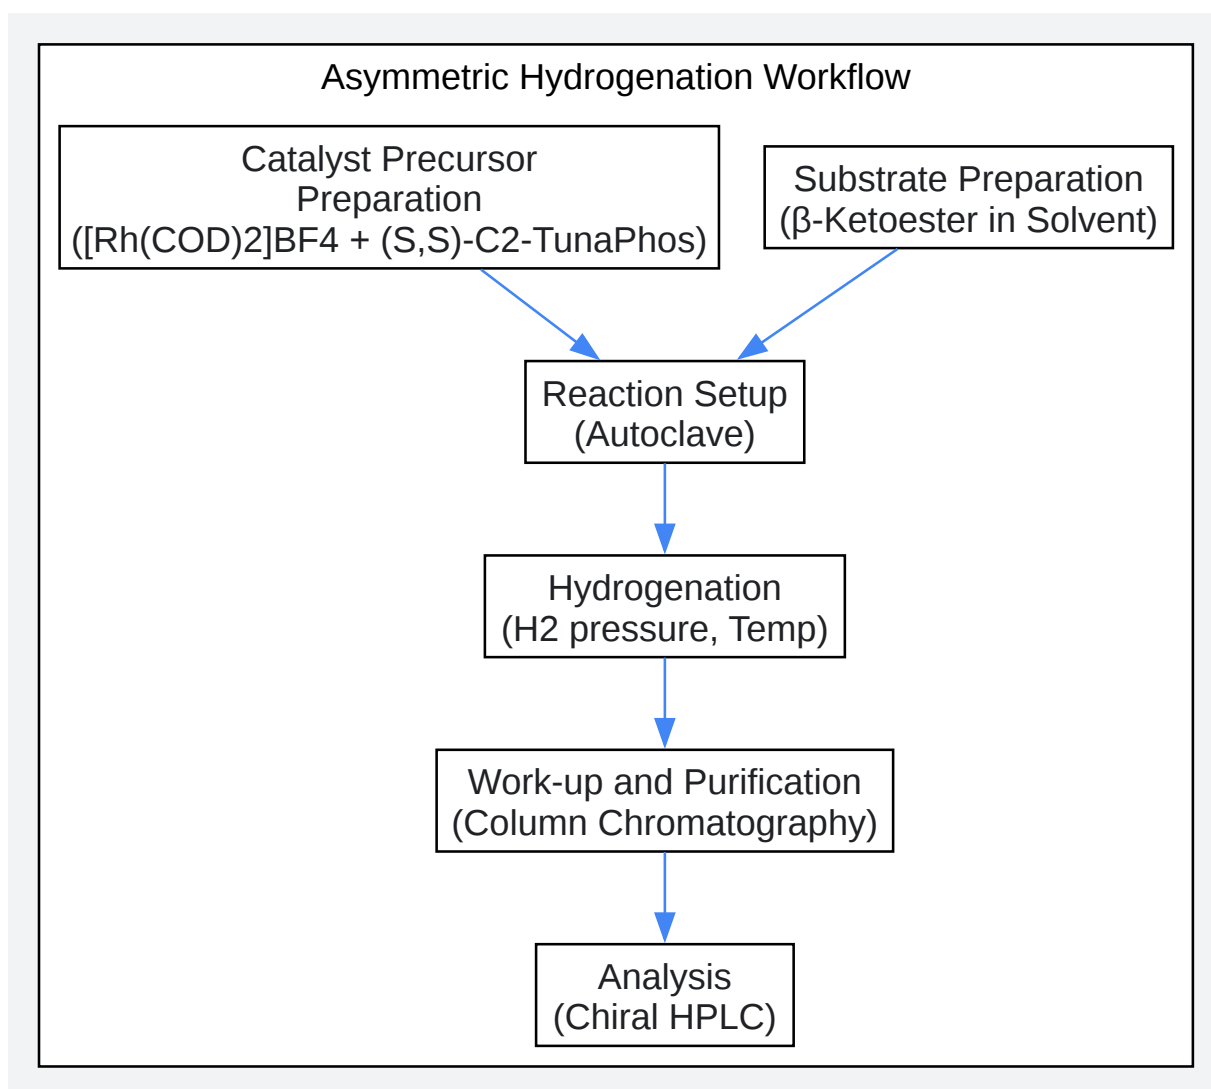 Asymmetric Hydrogenation Workflow
Catalyst Precursor
Preparation
([Rh(COD)2]BF4 + (S,S)-C2-TunaPhos)
Substrate Preparation
(β-Ketoester in Solvent)
Reaction Setup
(Autoclave)
Hydrogenation
(H2 pressure, Temp)
Work-up and Purification
(Column Chromatography)
Analysis
(Chiral HPLC)